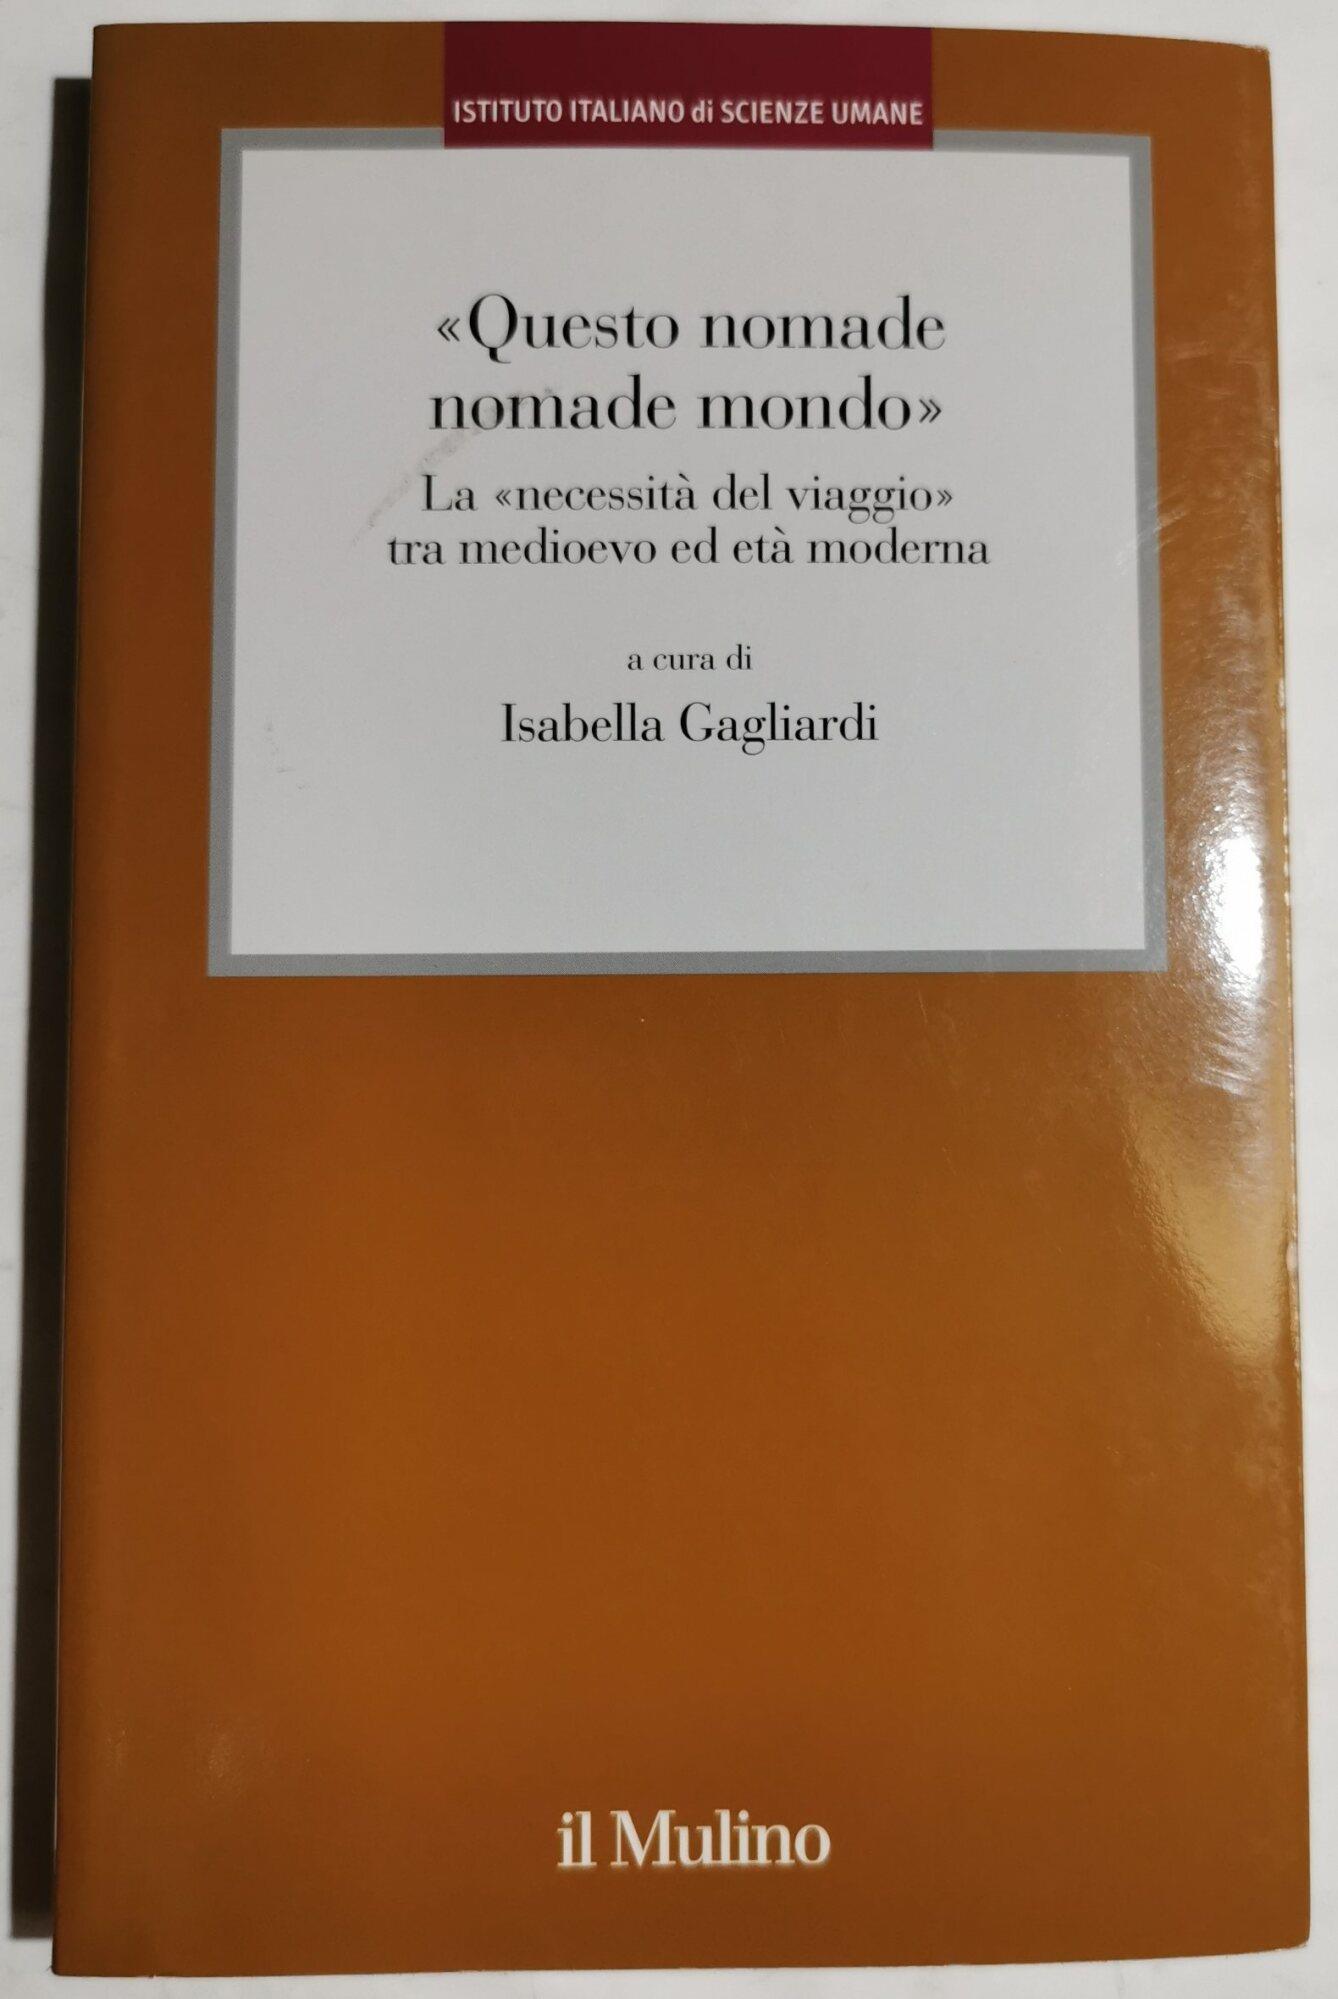 ISTITUTO ITALIANO di SCIENZE UMANE
«Questo nomade
nomade mondo»
La «necessità del viaggio»
tra medioevo ed età moderna
a cura di
Isabella Gagliardi
il Mulino